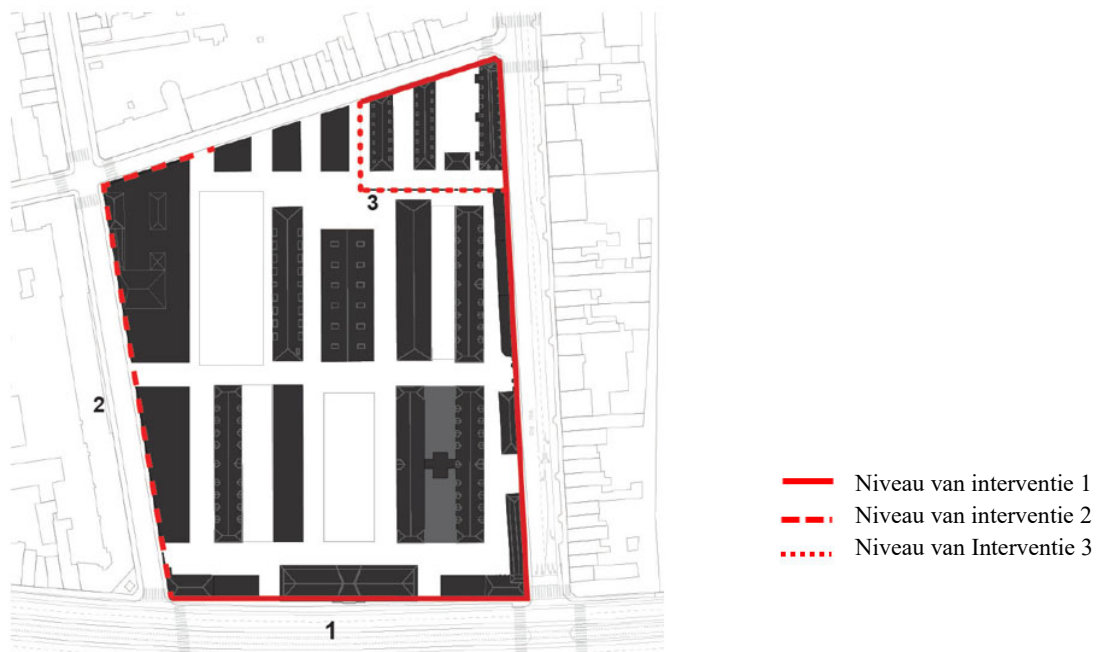 3
2
1
Niveau van interventie 1
Niveau van interventie 2
Niveau van Interventie 3